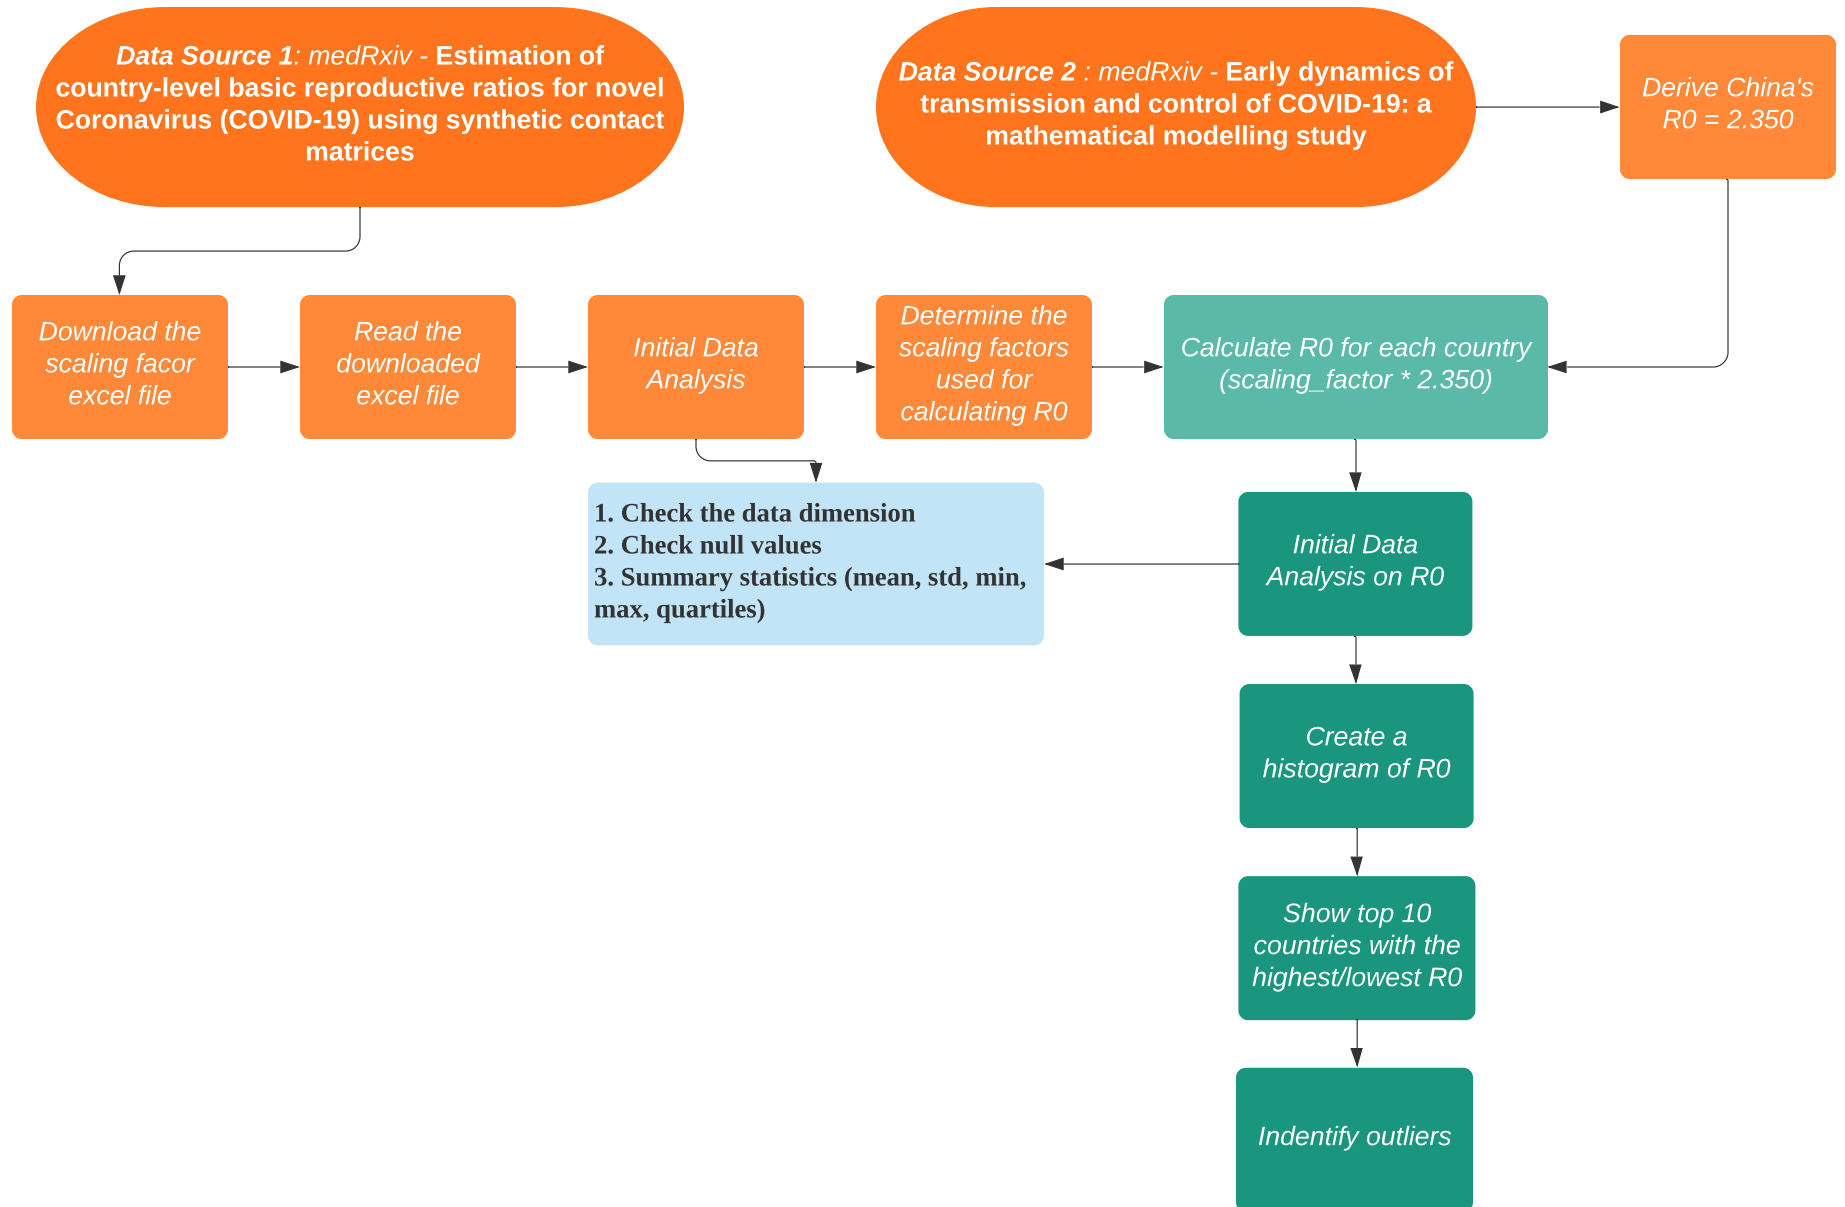 Data Source 1: medRxiv - Estimation of
country-level basic reproductive ratios for novel
Coronavirus (COVID-19) using synthetic contact
matrices
Data Source 2 : medRxiv - Early dynamics of
transmission and control of COVID-19: a
mathematical modelling study
Derive China's
R0 = 2.350
Download the
scaling facor
excel file
Read the
downloaded
excel file
Initial Data
Analysis
Determine the
scaling factors
used for
calculating R0
Calculate R0 for each country
(scaling_factor * 2.350)
1. Check the data dimension
2. Check null values
3. Summary statistics (mean, std, min,
max, quartiles)
Initial Data
Analysis on R0
Create a
histogram of R0
Show top 10
countries with the
highest/lowest R0
Indentify outliers